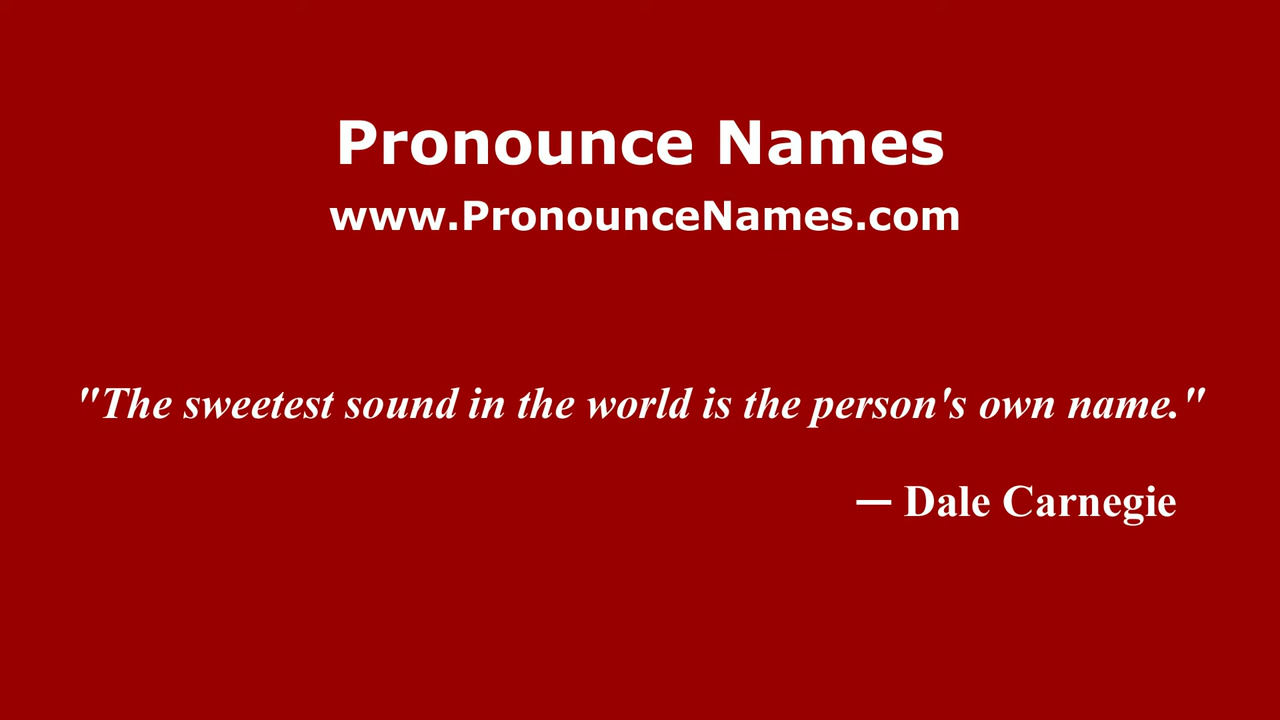 Pronounce Names
www.PronounceNames.com
"The sweetest sound in the world is the person's own name."
— Dale Carnegie